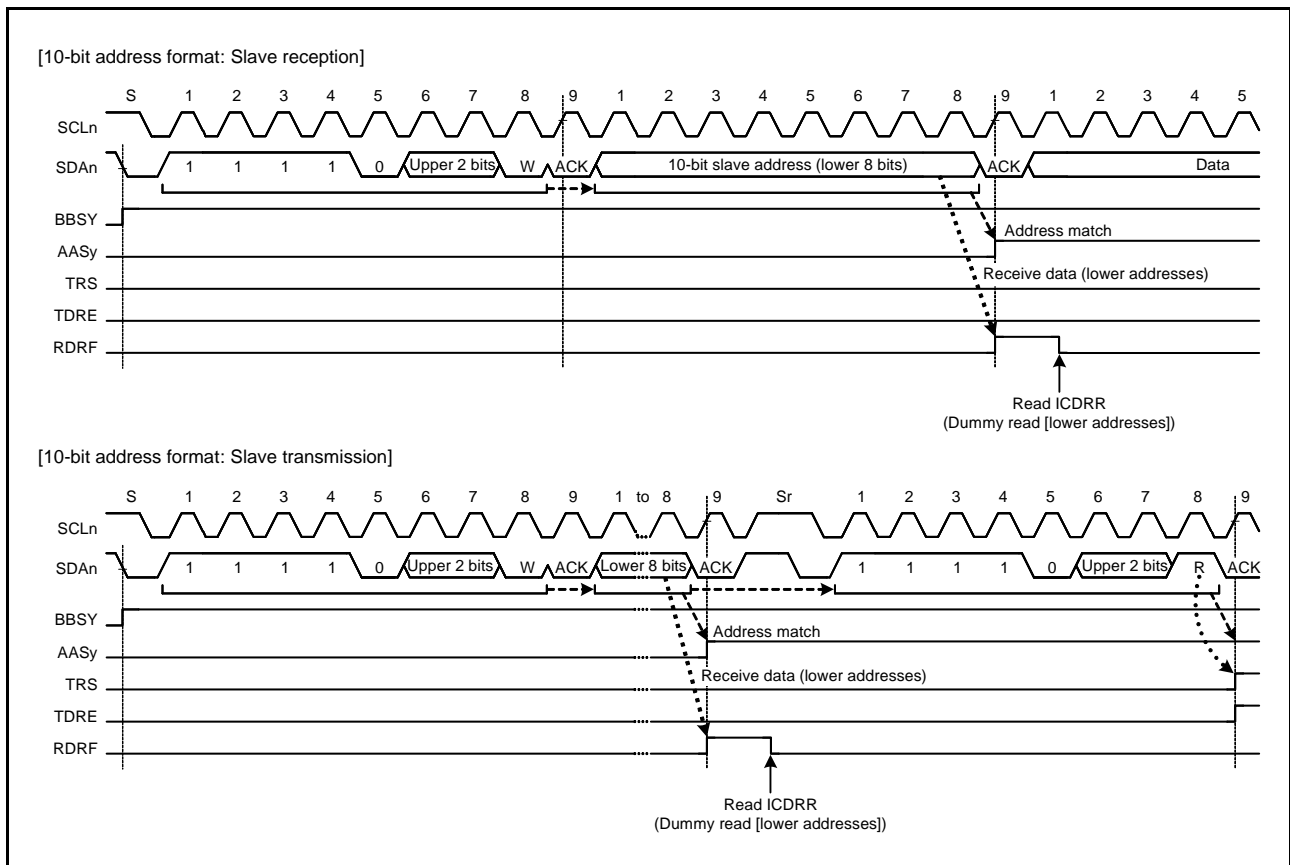 [10-bit address format: Slave reception]
S 1 2 3 4 5 6 7 8 9 1 2 3 4 5 6 7 8 9 1 2 3 4 5
SCLn
SDAn 1 1 1 1 0 Upper 2 bits W ACK 10-bit slave address (lower 8 bits) ACK Data
BBSY
Address match
AASy
Receive data (lower addresses)
TRS
TDRE
RDRF
Read ICDRR
(Dummy read [lower addresses])
[10-bit address format: Slave transmission]
S 1 2 3 4 5 6 7 8 9 1 to 8 9 Sr 1 2 3 4 5 6 7 8 9
SCLn
SDAn 1 1 1 1 0 Upper 2 bits W ACK Lower 8 bits ACK 1 1 1 1 0 Upper 2 bits R ACK
BBSY
Address match
AASy
Receive data (lower addresses)
TRS
TDRE
RDRF
Read ICDRR
(Dummy read [lower addresses])